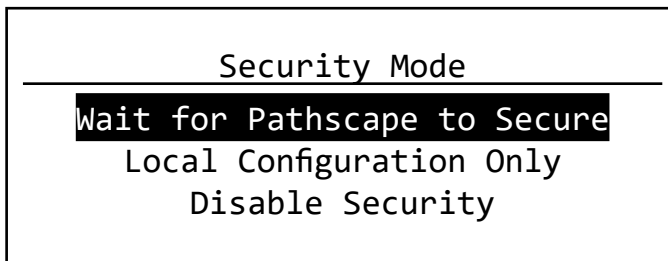 Security Mode
Wait for Pathscape to Secure
Local Configuration Only
Disable Security